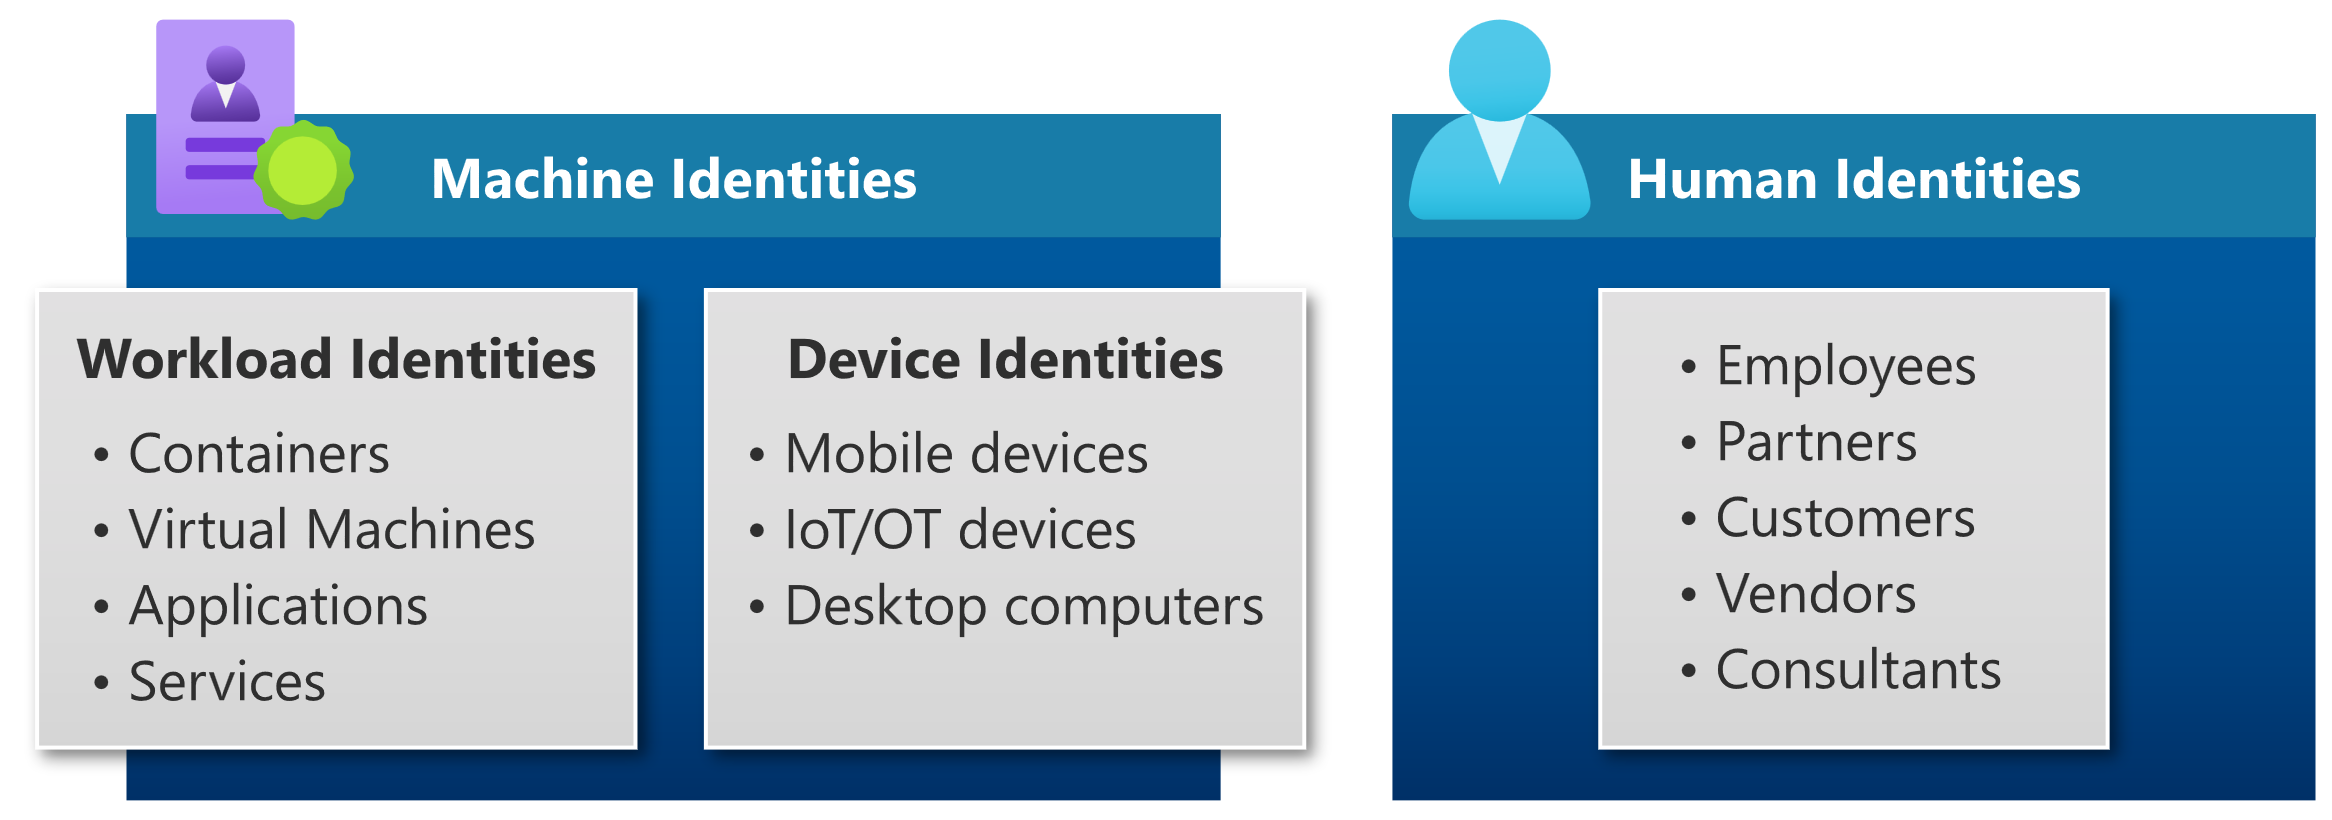 Machine Identities
Workload Identities
• Containers
• Virtual Machines
• Applications
• Services
Device Identities
• Mobile devices
• IoT/OT devices
• Desktop computers
Human Identities
• Employees
• Partners
• Customers
• Vendors
• Consultants